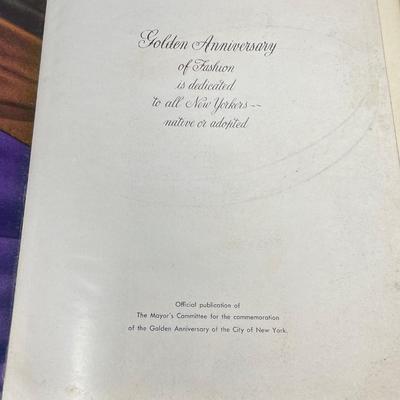 Golden Anniversary
of Fashion
is dedicated
to all New Yorkers--
native or adopted
Official publication of
The Mayor's Committee for the commemoration
of the Golden Anniversary of the City of New York.